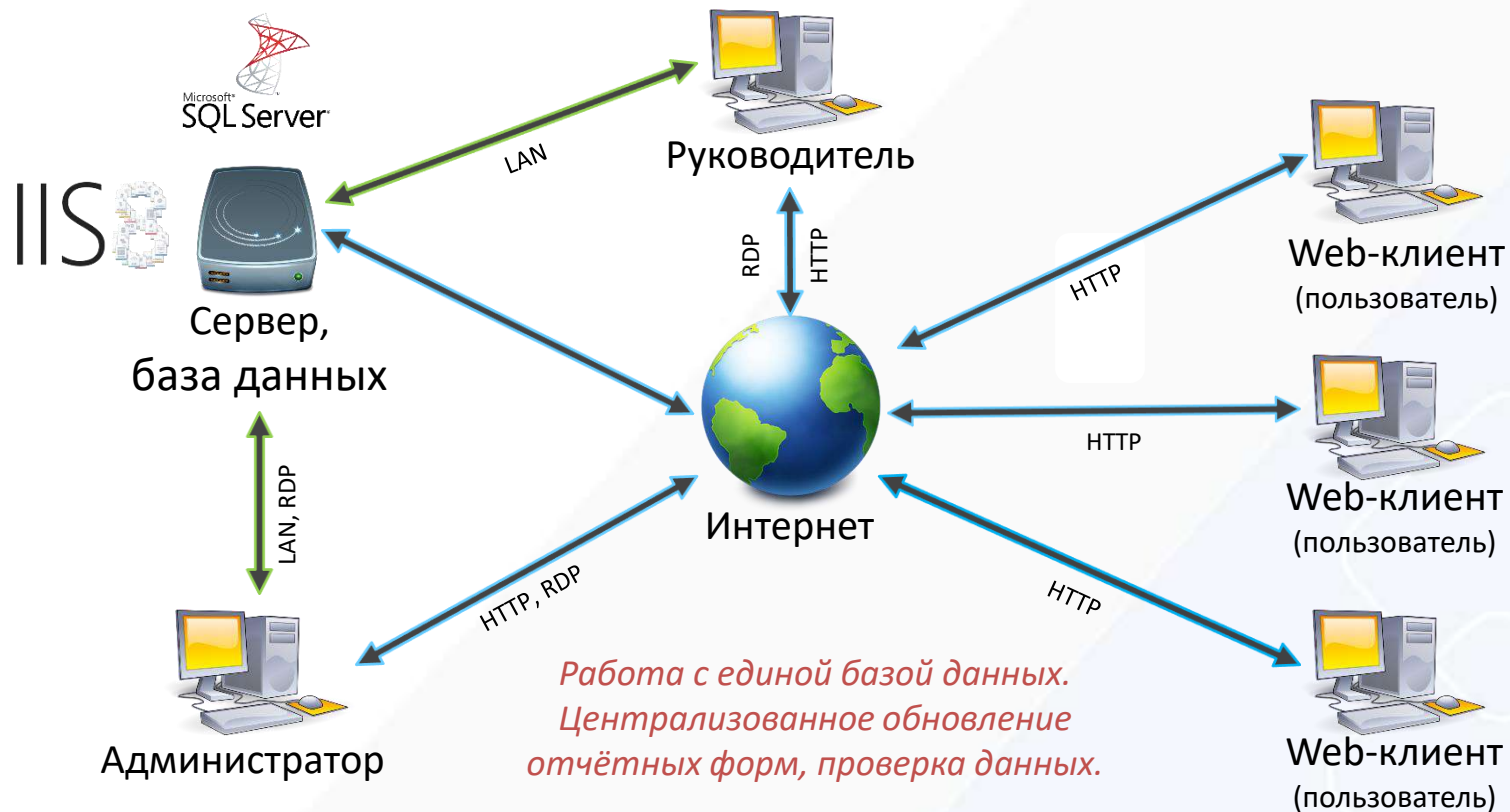 Microsoft®
SQL Server®
IIS8
Сервер,
база данных
LAN
Руководитель
RDP
HTTP
HTTP
Web-клиент
(пользователь)
HTTP
Web-клиент
(пользователь)
Интернет
LAN, RDP
HTTP, RDP
HTTP
Администратор
Работа с единой базой данных.
Централизованное обновление
отчётных форм, проверка данных.
Web-клиент
(пользователь)